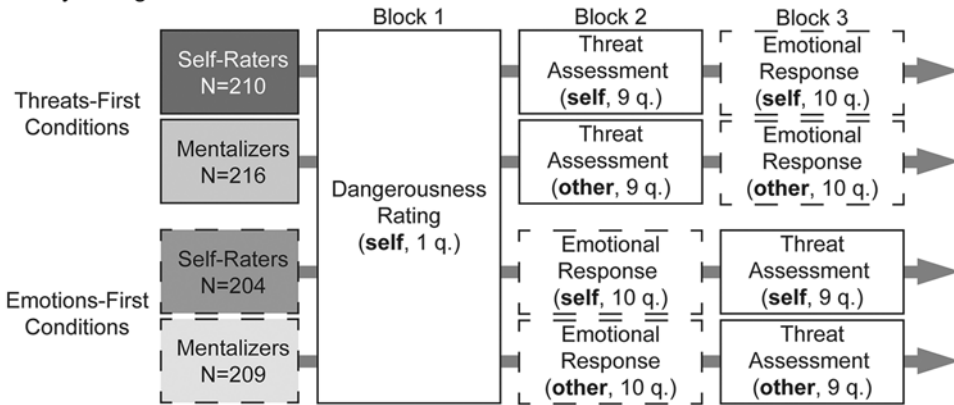 Block 1
Block 2
Block 3
Threats-First
Conditions
Self-Raters
N=210
Mentalizers
N=216
Dangerousness
Rating
(self, 1 q.)
Threat
Assessment
(self, 9 q.)
Emotional
Response
(self, 10 q.)
Threat
Assessment
(other, 9 q.)
Emotional
Response
(other, 10 q.)
Emotions-First
Conditions
Self-Raters
N=204
Mentalizers
N=209
Emotional
Response
(self, 10 q.)
Threat
Assessment
(self, 9 q.)
Emotional
Response
(other, 10 q.)
Threat
Assessment
(other, 9 q.)